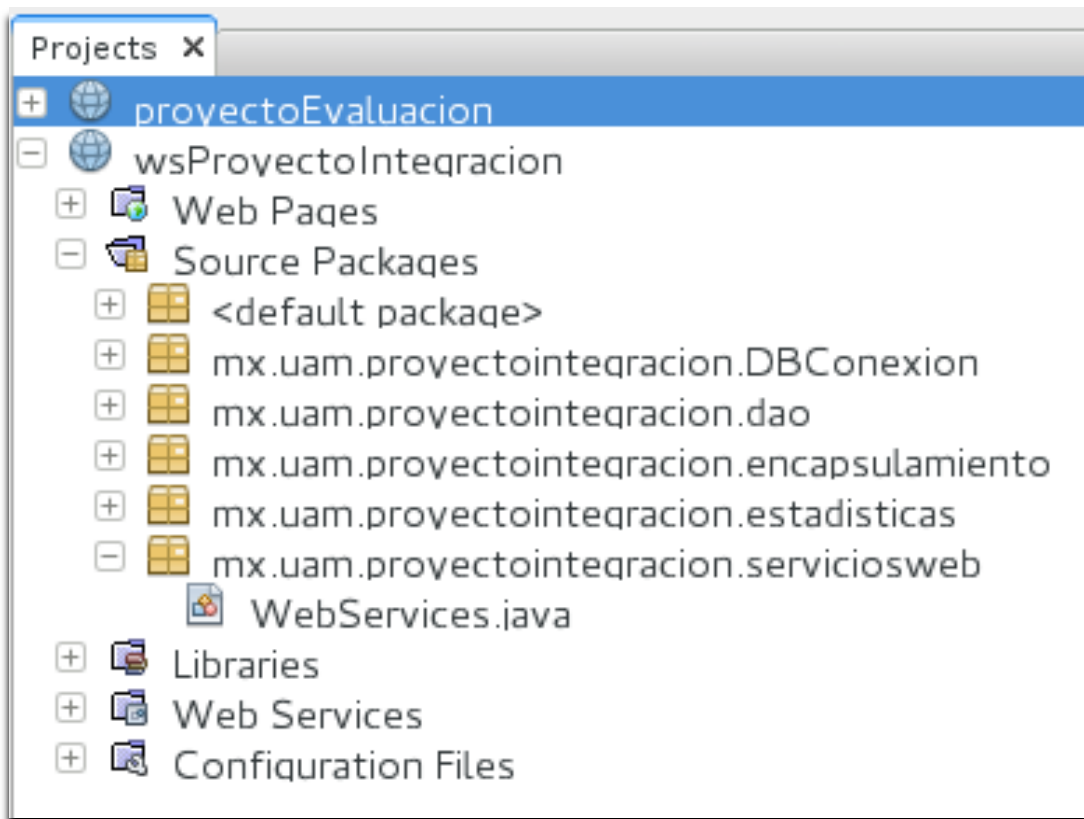 Projects
proyectoEvaluacion
wsProyectoIntegracion
Web Pages
Source Packages
<default package>
mx.uam.proyectointegracion.DBConexion
mx.uam.proyectointegracion.dao
mx.uam.proyectointegracion.encapsulamiento
mx.uam.proyectointegracion.estadisticas
mx.uam.proyectointegracion.serviciosweb
WebServices.java
Libraries
Web Services
Configuration Files